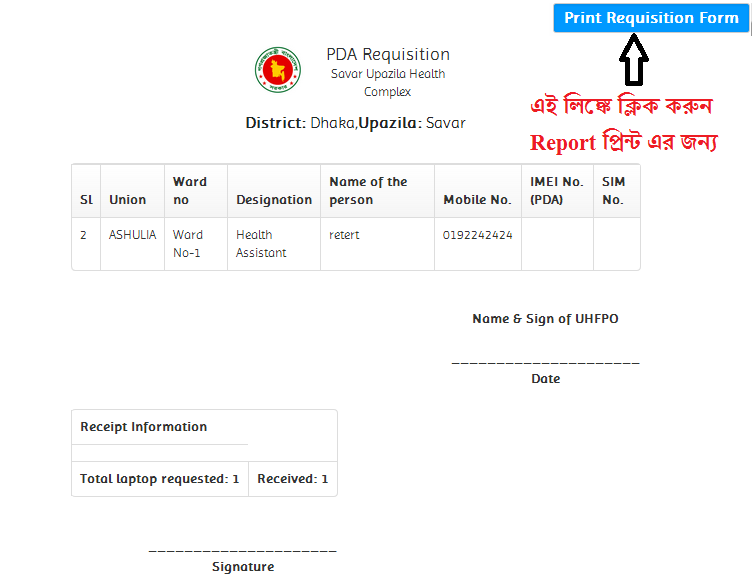 Print Requisition Form
PDA Requisition
Savar Upazila Health
Complex
District: Dhaka,Upazila: Savar
এই লিঙ্কে ক্লিক করুন
Report প্রিন্ট এর জন্য
Sl Union Ward no Designation Name of the person Mobile No. IMEI No. (PDA) SIM No.
2 ASHULIA Ward No-1 Health Assistant retert 0192242424
Name & Sign of UHFPO
Date
Receipt Information
Total laptop requested: 1 Received: 1
Signature